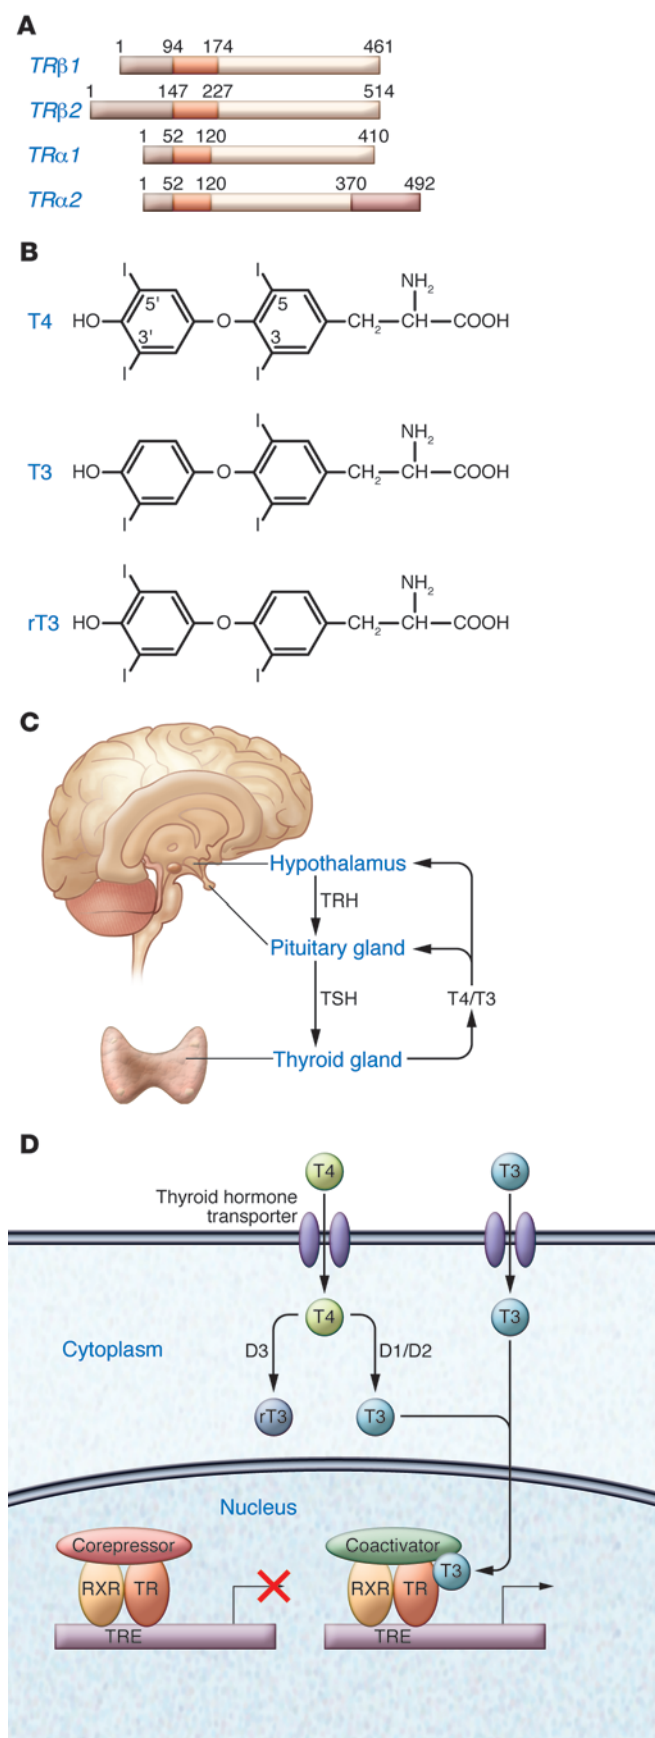 A
1 94 174 461
TRβ1
1 147 227 514
TRβ2
1 52 120 410
TRα1
1 52 120 370 492
TRα2
B
NH2
I I
5' 5
T4 HO O CH2 CH COOH
3' 3
I I
NH2
I
T3 HO O CH2 CH COOH
I I
NH2
I
rT3 HO O CH2 CH COOH
I I
C
Hypothalamus
TRH
Pituitary gland
TSH T4/T3
Thyroid gland
D
T4 T3
Thyroid hormone
transporter
T4 T3
Cytoplasm D3 D1/D2
rT3 T3
Nucleus
Corepressor Coactivator
RXR TR RXR TR T3
TRE TRE